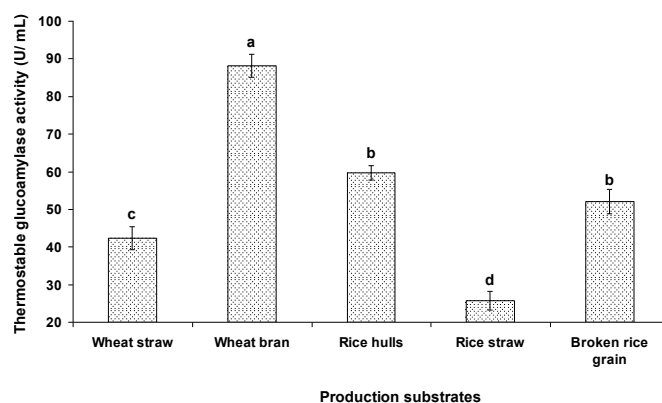 Thermostable glucoamylase activity (U/ mL)
100
90
80
70
60
50
40
30
20
c
a
b
d
b
Wheat straw
Wheat bran
Rice hulls
Rice straw
Broken rice
grain
Production substrates